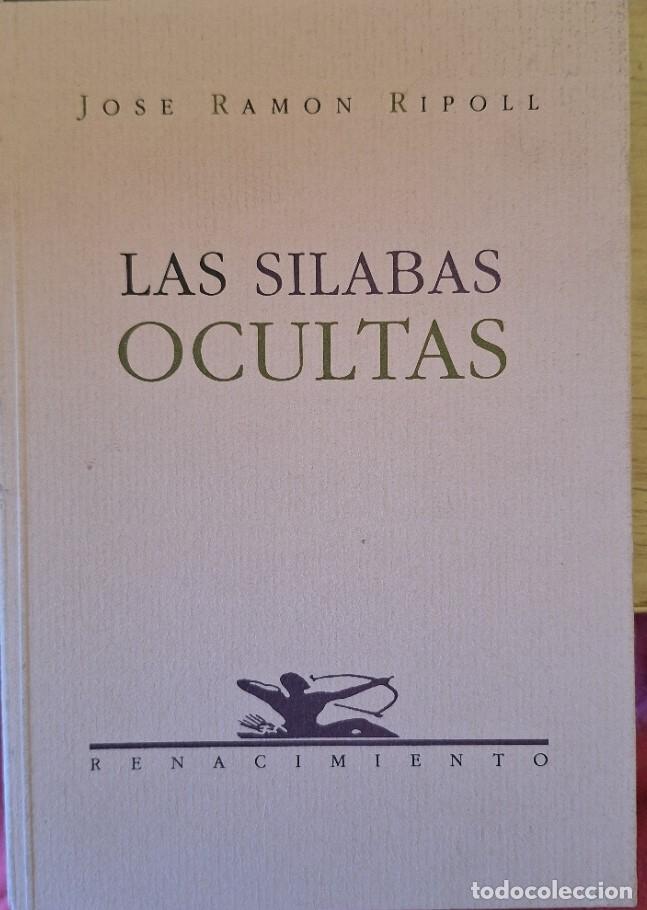 JOSE RAMON RIPOLL
LAS SILABAS
OCULTAS
RENACIMIENTO
todocoleccion